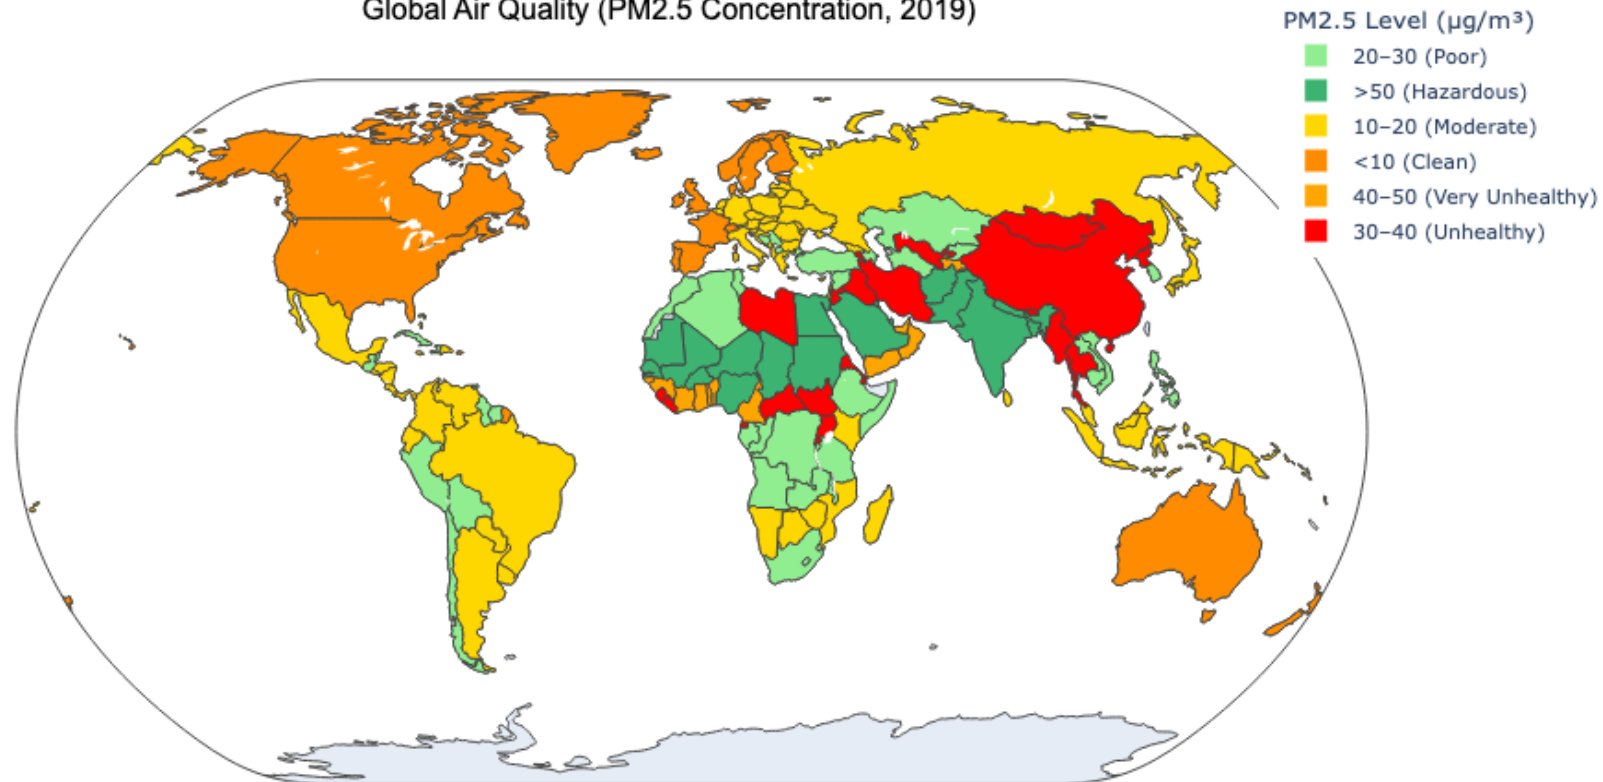 Global Air Quality (PM2.5 Concentration, 2019)
PM2.5 Level (μg/m³)
20–30 (Poor)
>50 (Hazardous)
10–20 (Moderate)
<10 (Clean)
40–50 (Very Unhealthy)
30–40 (Unhealthy)